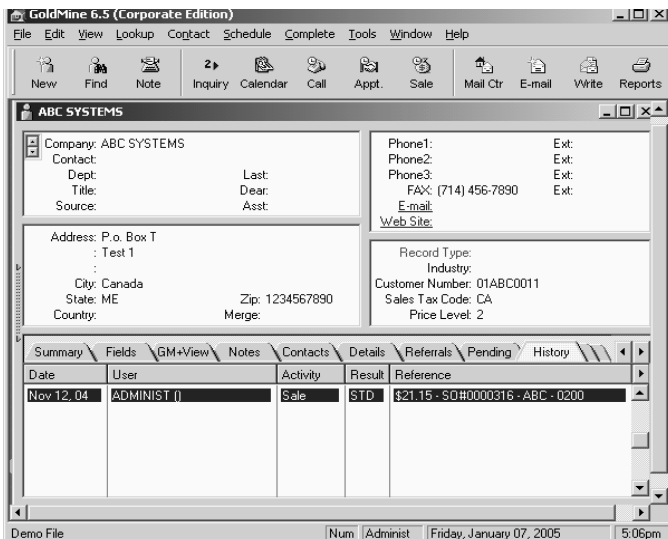 GoldMine 6.5 (Corporate Edition)
File Edit View Lookup Contact Schedule Complete Tools Window Help
New Find Note Inquiry Calendar Call Appt. Sale Mail Ctr E-mail Write Reports
ABC SYSTEMS
Company: ABC SYSTEMS
Contact:
Dept: Last:
Title: Dear:
Source: Asst:
Phone1: Ext:
Phone2: Ext:
Phone3: Ext:
FAX: (714) 456-7890 Ext:
E-mail:
Web Site:
Address: P.o. Box T
: Test 1
:
City: Canada
State: ME Zip: 1234567890
Country: Merge:
Record Type:
Industry:
Customer Number: 01ABC0011
Sales Tax Code: CA
Price Level: 2
Summary Fields GM+View Notes Contacts Details Referrals Pending History
Date User Activity Result Reference
Nov 12, 04 ADMINIST () Sale STD $21.15 - SO#0000316 - ABC - 0200
Demo File Num Administ Friday, January 07, 2005 5:06pm